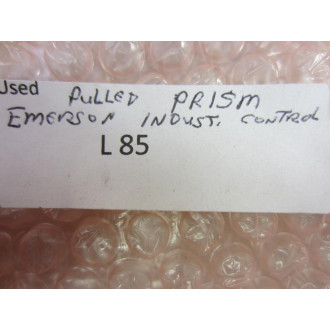 Used PULLED PRISM
EMERSON INDUST. CONTROL
L 85